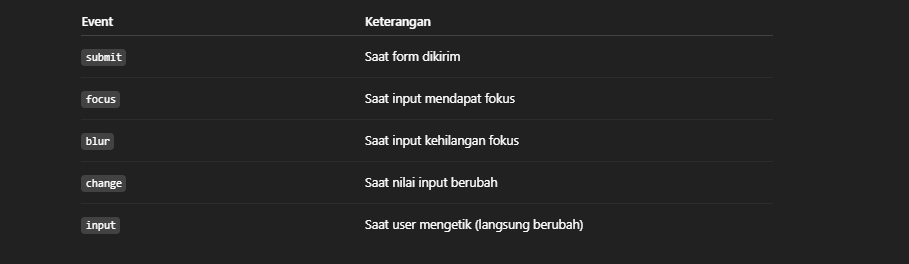 Event Keterangan
submit Saat form dikirim
focus Saat input mendapat fokus
blur Saat input kehilangan fokus
change Saat nilai input berubah
input Saat user mengetik (langsung berubah)